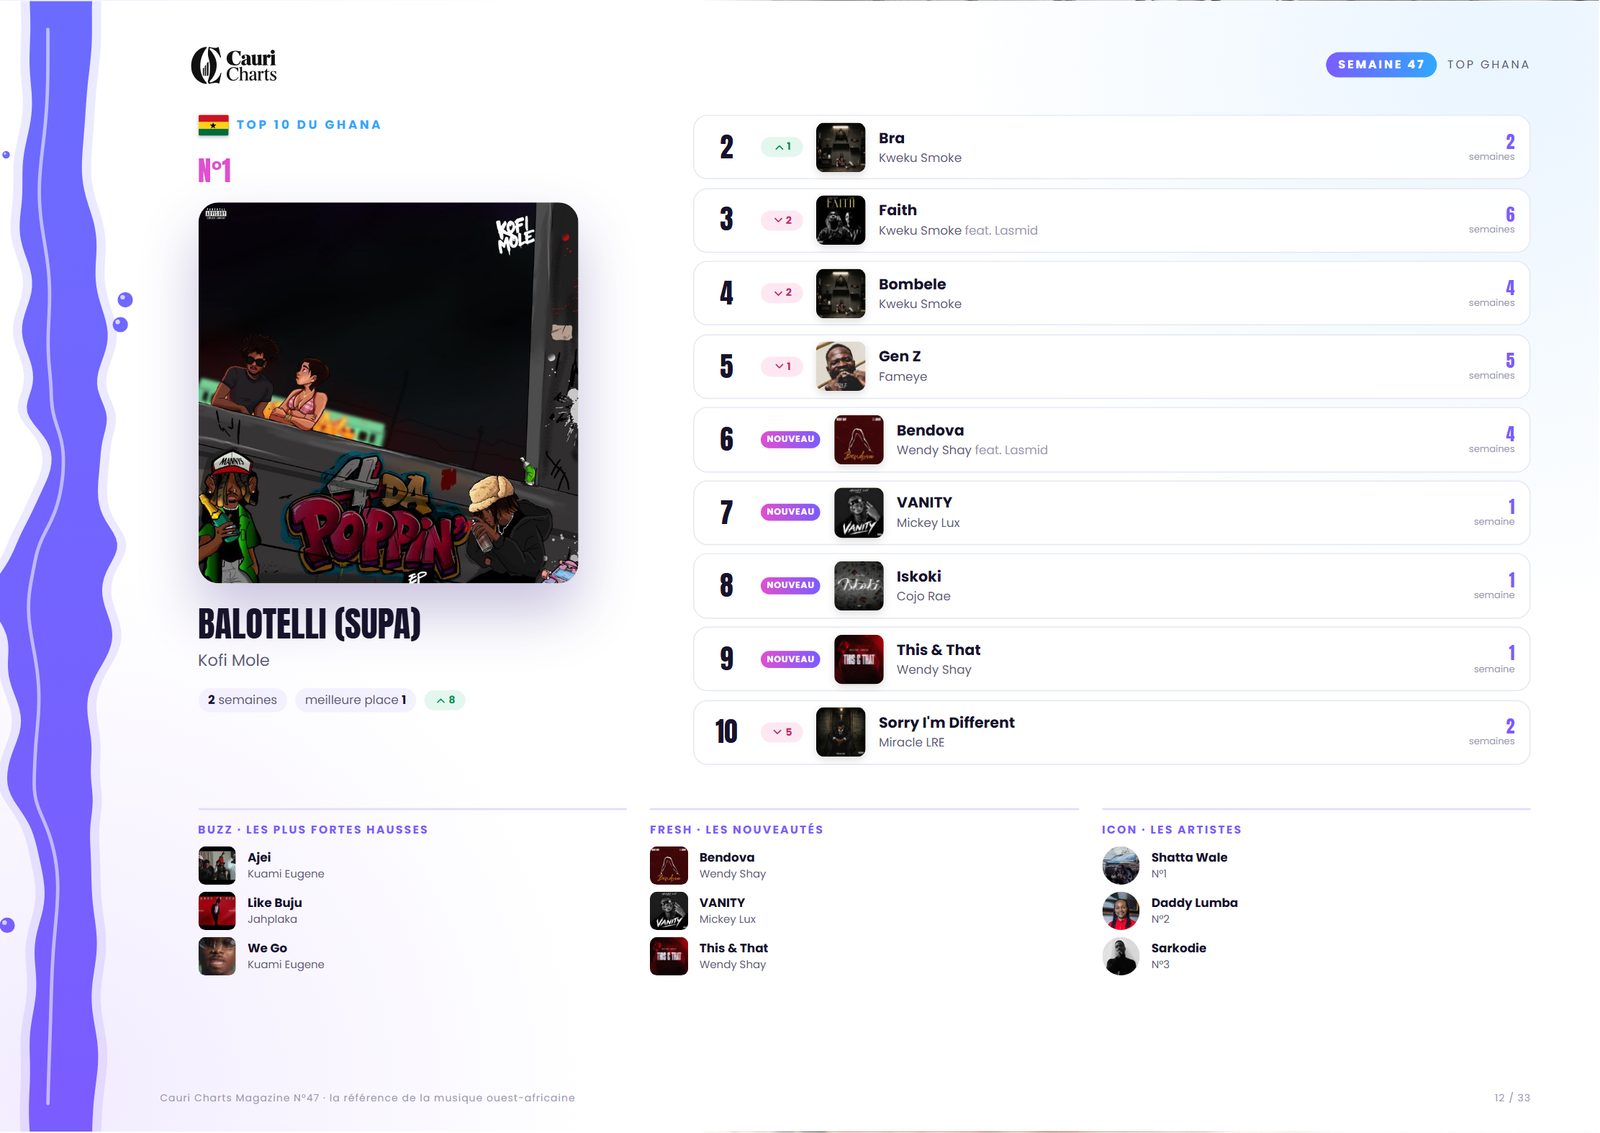 Cauri
Charts
SEMAINE 47 TOP GHANA
TOP 10 DU GHANA
N°1
KOFI
MOLE
4 DA
POPPIN'
EP
BALOTELLI (SUPA)
Kofi Mole
2 semaines meilleure place 1 8
2 1 Bra 2
Kweku Smoke semaines
3 2 Faith 6
Kweku Smoke feat. Lasmid semaines
4 2 Bombele 4
Kweku Smoke semaines
5 1 Gen Z 5
Fameye semaines
6 NOUVEAU Bendova 4
Wendy Shay feat. Lasmid semaines
7 NOUVEAU VANITY 1
Mickey Lux semaine
8 NOUVEAU Iskoki 1
Cojo Rae semaine
9 NOUVEAU This & That 1
Wendy Shay semaine
10 5 Sorry I'm Different 2
Miracle LRE semaines
BUZZ · LES PLUS FORTES HAUSSES
Ajei
Kuami Eugene
Like Buju
Jahplaka
We Go
Kuami Eugene
FRESH · LES NOUVEAUTÉS
Bendova
Wendy Shay
VANITY
Mickey Lux
This & That
Wendy Shay
ICON · LES ARTISTES
Shatta Wale
N°1
Daddy Lumba
N°2
Sarkodie
N°3
Cauri Charts Magazine N°47 · la référence de la musique ouest-africaine
12 / 33